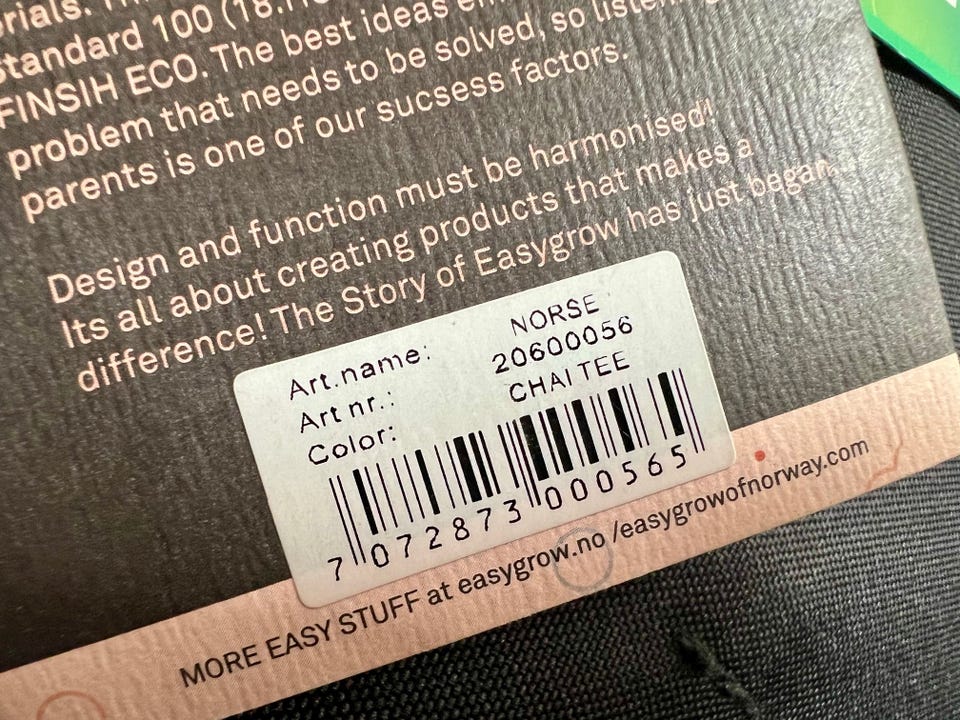 Standard 100
FINSIH ECO. The best ideas
problem that needs to be solved, so
parents is one of our sucsess factors.
Design and function must be harmonised!
Its all about creating products that makes a
difference! The Story of Easygrow has just began...
Art.name: NORSE
Art nr.: 20600056
Color: CHAI TEE
7 072873 000565
MORE EASY STUFF at easygrow.no /easygrowofnorway.com